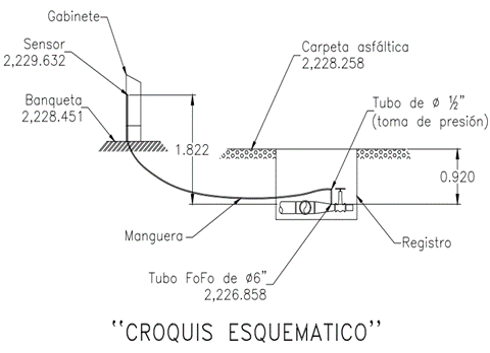 Gabinete
Sensor
2,229.632
Carpeta asfáltica
2,228.258
Banqueta
2,228.451
Tubo de ø ½”
(toma de presión)
1.822
0.920
Manguera
Registro
Tubo FoFo de ø6”
2,226.858
“CROQUIS ESQUEMATICO”